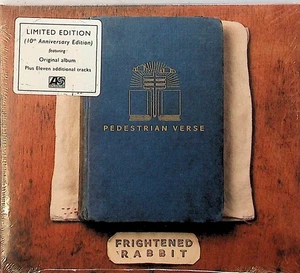 LIMITED EDITION
(10th Anniversary Edition)
featuring
Original album
Plus Eleven additional tracks
PEDESTRIAN VERSE
FRIGHTENED
RABBIT